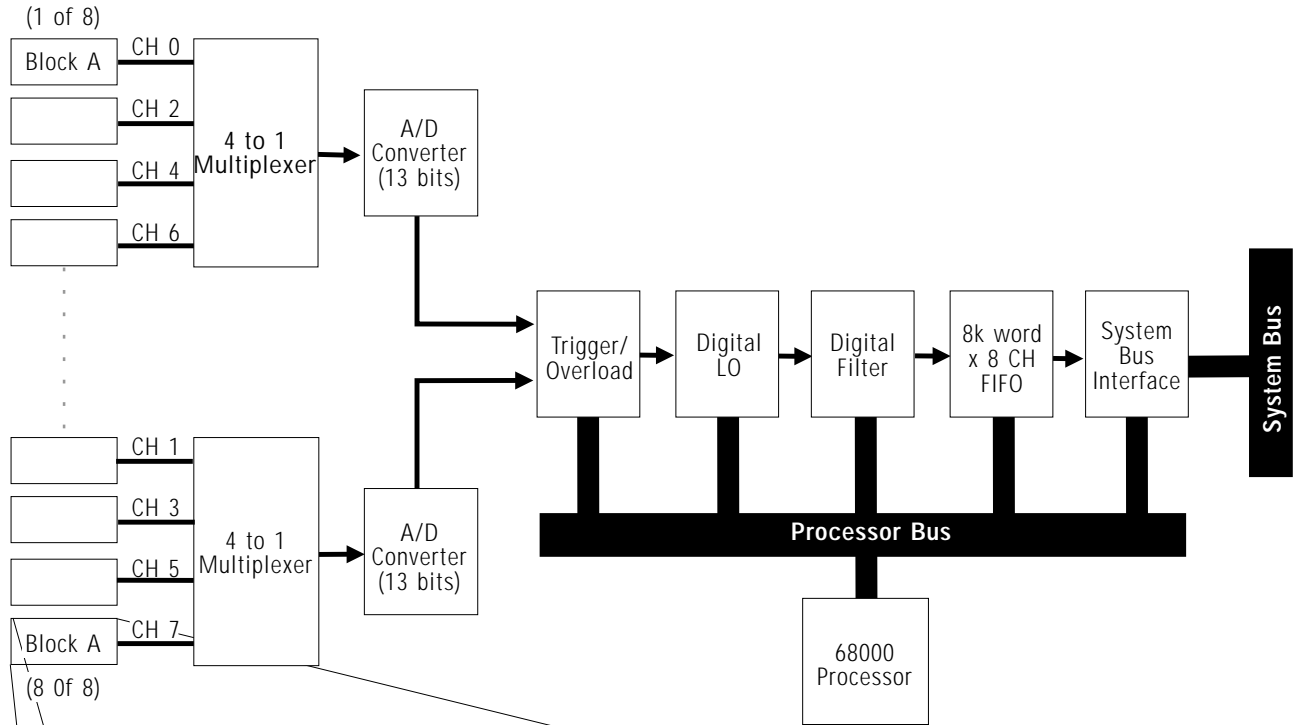 (1 of 8)
Block A
CH 0
CH 2
CH 4
CH 6
4 to 1
Multiplexer
A/D
Converter
(13 bits)
Trigger/
Overload
Digital
LO
Digital
Filter
8k word
x 8 CH
FIFO
System
Bus
Interface
System Bus
CH 1
CH 3
CH 5
CH 7
Block A
(8 0f 8)
4 to 1
Multiplexer
A/D
Converter
(13 bits)
Processor Bus
68000
Processor